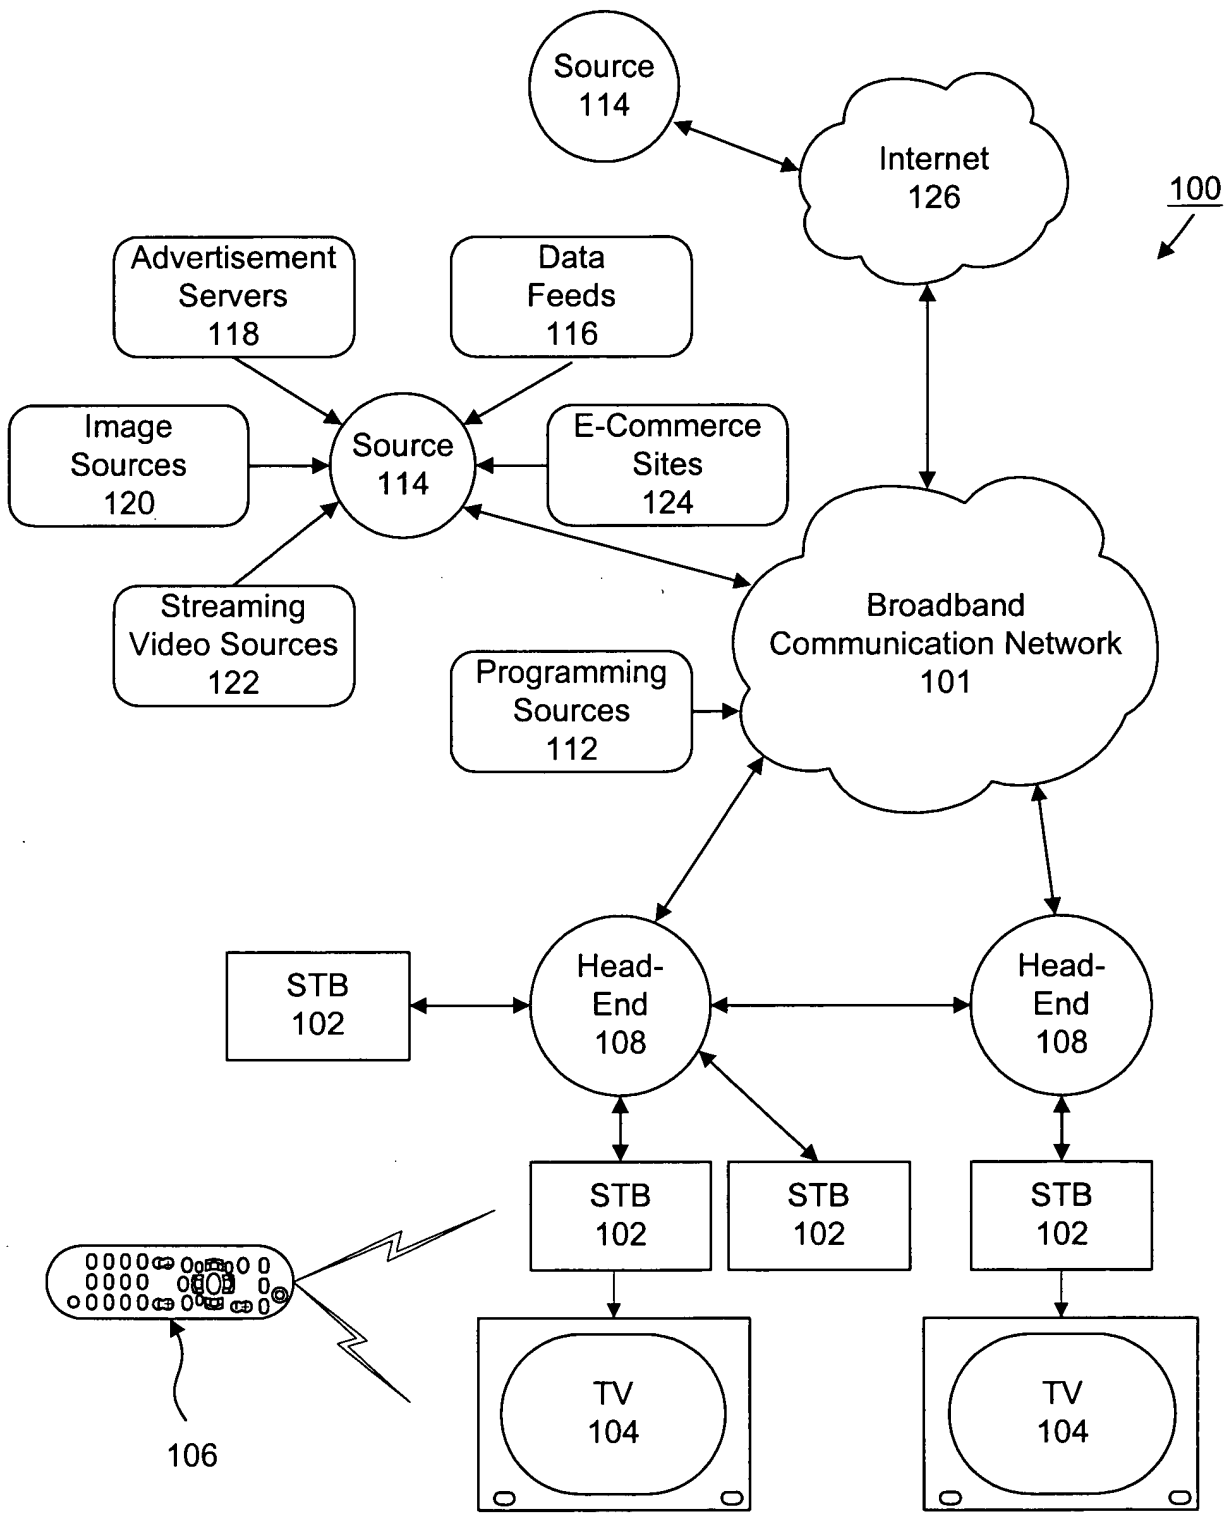 Source
114
Internet
126
100
Advertisement
Servers
118
Data
Feeds
116
Image
Sources
120
Source
114
E-Commerce
Sites
124
Streaming
Video Sources
122
Broadband
Communication Network
101
Programming
Sources
112
STB
102
Head-
End
108
Head-
End
108
STB
102
STB
102
STB
102
106
TV
104
TV
104